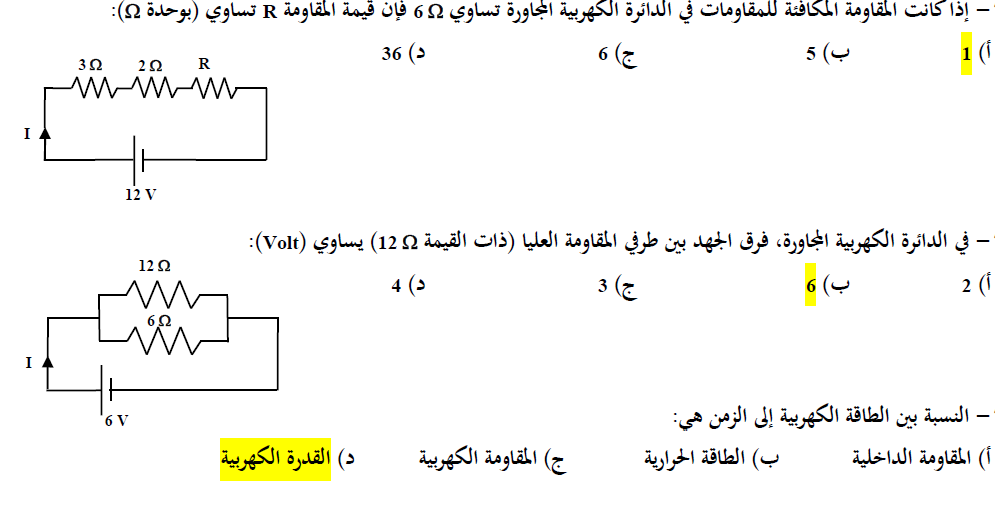 – إذا كانت المقاومة المكافئة للمقاومات في الدائرة الكهربية المجاورة تساوي 6 Ω فإن قيمة المقاومة R تساوي (بوحدة Ω):
أ) 1 ب) 5 ج) 6 د) 36
3 Ω 2 Ω R
I
12 V
– في الدائرة الكهربية المجاورة، فرق الجهد بين طرفي المقاومة العليا (ذات القيمة 12 Ω) يساوي (Volt):
أ) 2 ب) 6 ج) 3 د) 4
12 Ω
6 Ω
I
6 V
– النسبة بين الطاقة الكهربية إلى الزمن هي:
أ) المقاومة الداخلية ب) الطاقة الحرارية ج) المقاومة الكهربية د) القدرة الكهربية